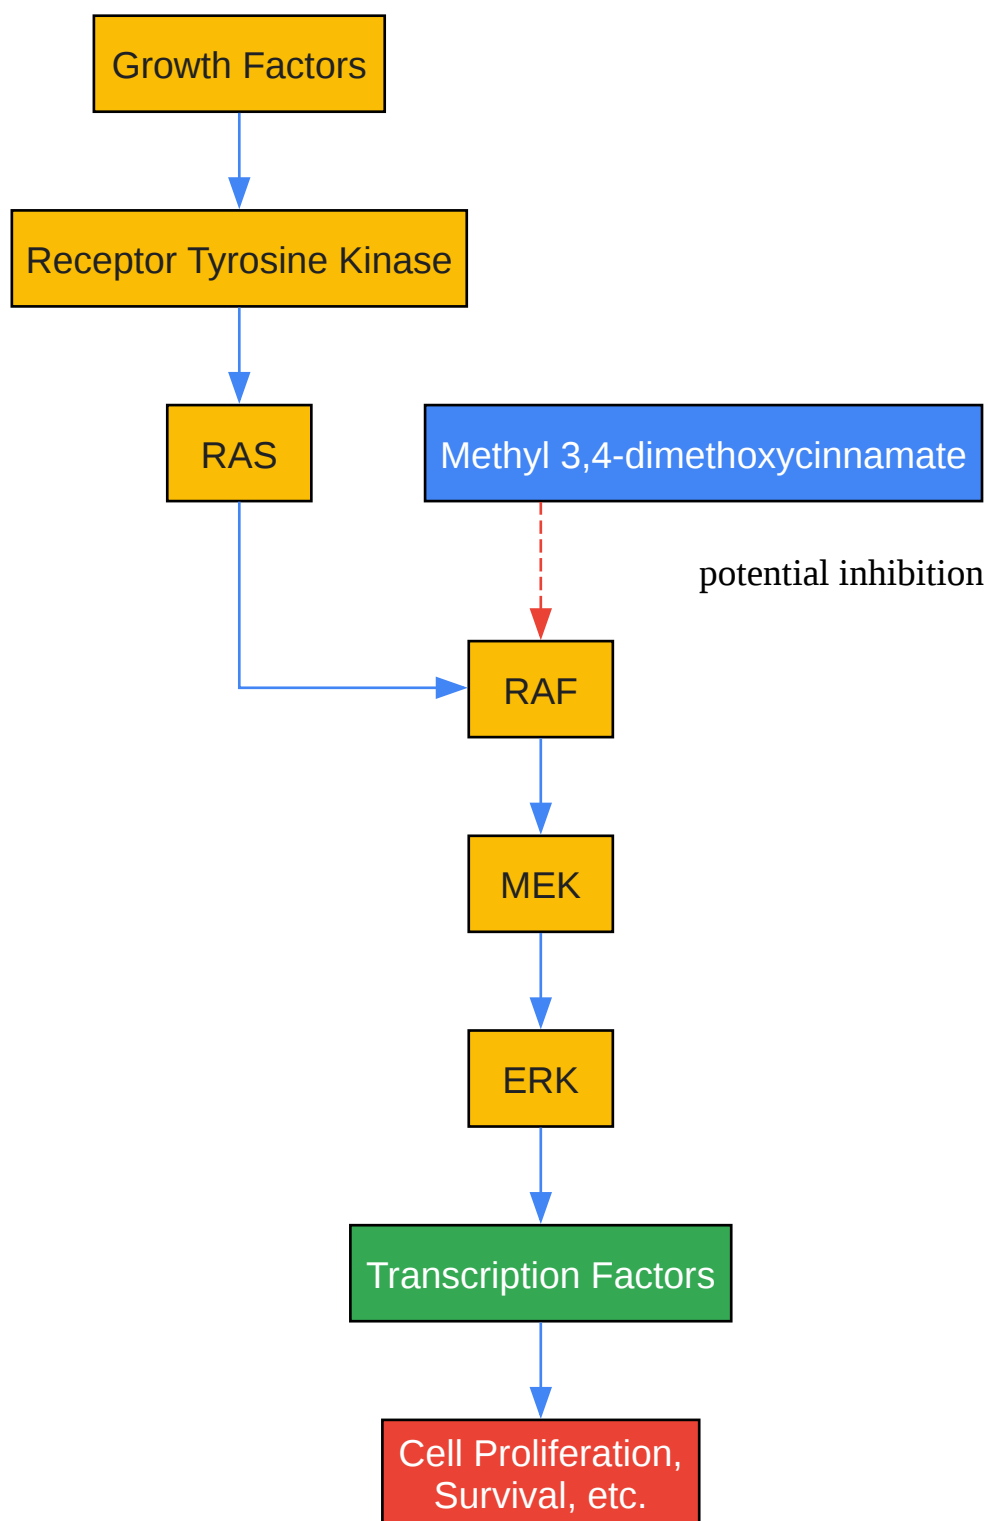 Growth Factors
Receptor Tyrosine Kinase
RAS
Methyl 3,4-dimethoxycinnamate
potential inhibition
RAF
MEK
ERK
Transcription Factors
Cell Proliferation,
Survival, etc.